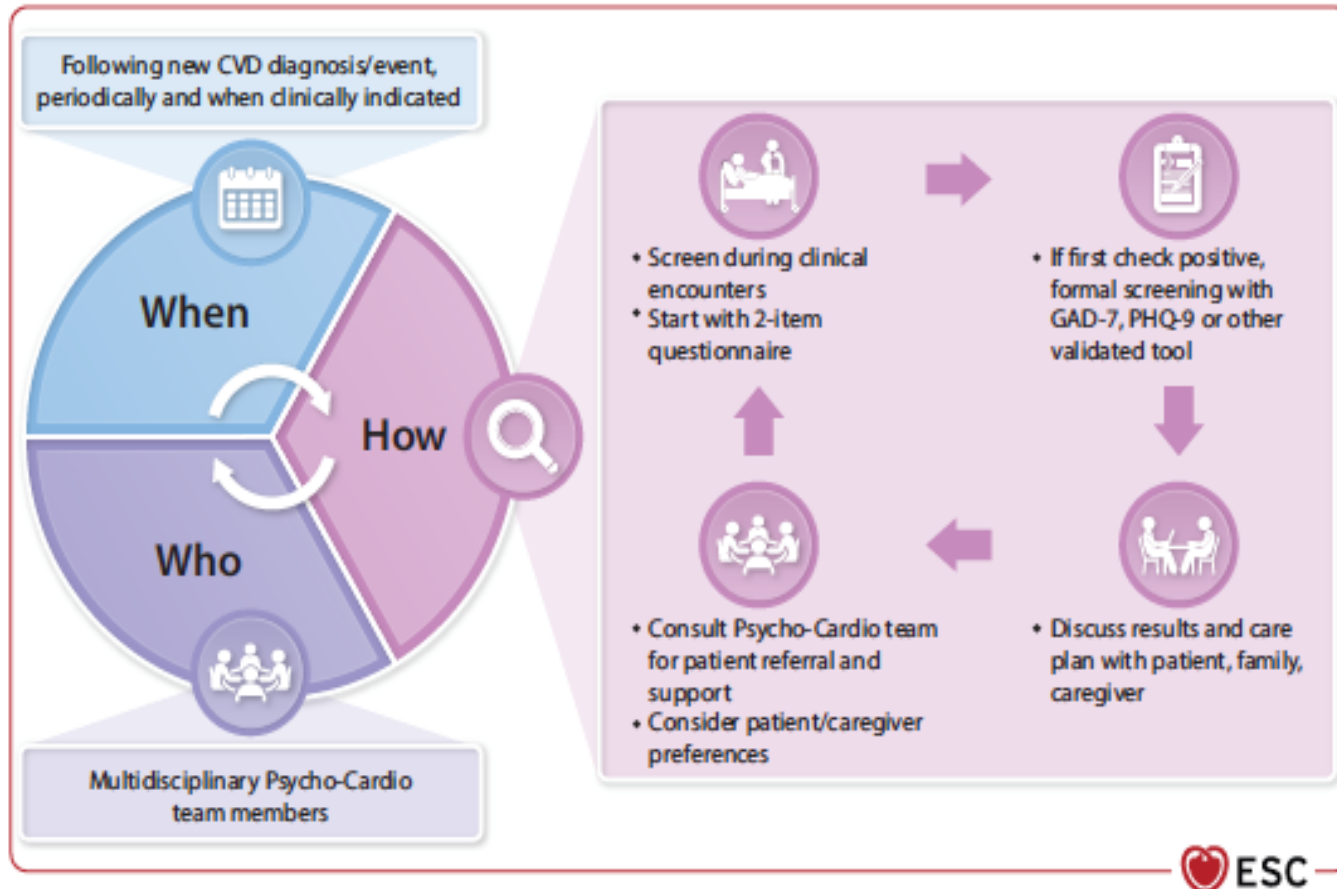 Following new CVD diagnosis/event,
periodically and when clinically indicated
When
How
Who
Multidisciplinary Psycho-Cardio
team members
• Screen during clinical
encounters
• Start with 2-item
questionnaire
• If first check positive,
formal screening with
GAD-7, PHQ-9 or other
validated tool
• Consult Psycho-Cardio team
for patient referral and
support
• Consider patient/caregiver
preferences
• Discuss results and care
plan with patient, family,
caregiver
ESC